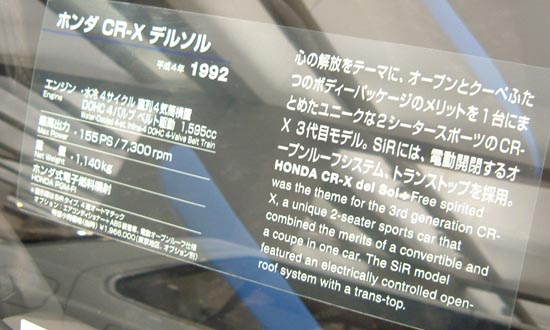 ホンダ CR-X デルソル
平成4年 1992
エンジン・水冷4サイクル 直列4気筒横置
Engine DOHC 4バルブ ベルト駆動 1,595cc
Water-Cooled 4-st. Inline-4 DOHC 4-Valve Belt Train
最高出力・155PS/7,300rpm
Max Power
重量・1,140kg
Net Weight
ホンダ式電子燃料噴射
HONDA PGM-FI
心の解放をテーマに、オープンとクーペふた
つのボディーパッケージのメリットを1台にま
とめたユニークな2シータースポーツのCR-
X 3代目モデル。SiRには、電動開閉するオ
ープンルーフシステム、トランストップを採用。
HONDA CR-X del Sol Free spirited
was the theme for the 3rd generation CR-
X, a unique 2-seater sports car that
combined the merits of a convertible and
a coupe in one car. The SiR model
featured an electrically controlled open-
roof system with a trans-top.